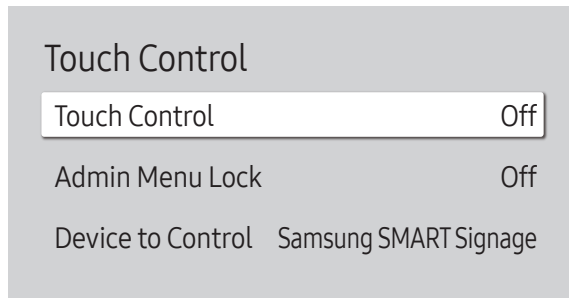 Touch Control
Touch Control Off
Admin Menu Lock Off
Device to Control Samsung SMART Signage